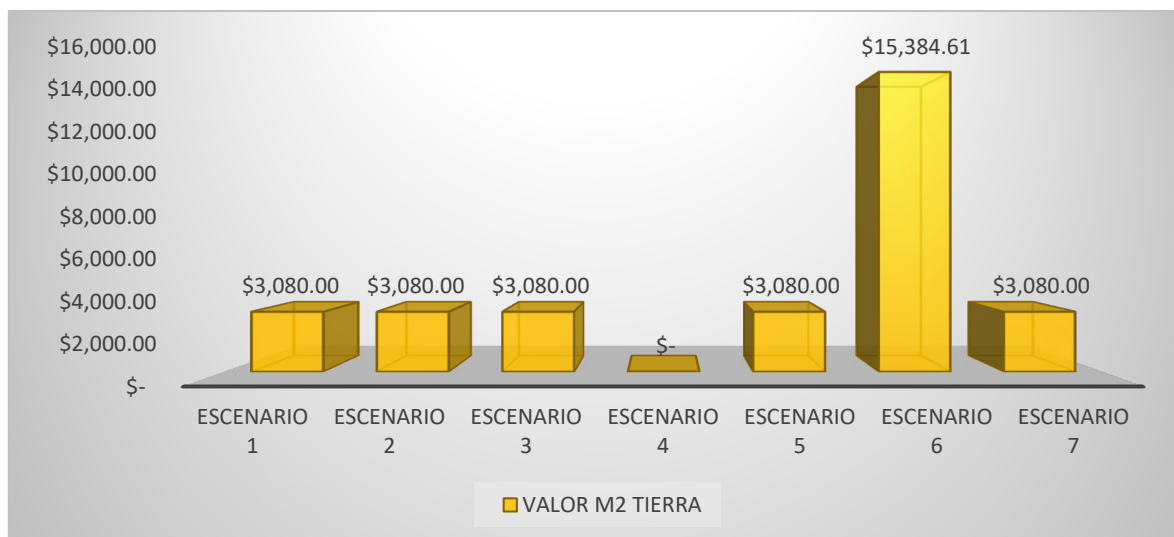 $16,000.00
$14,000.00
$12,000.00
$10,000.00
$8,000.00
$6,000.00
$4,000.00
$2,000.00
$-
$3,080.00
$3,080.00
$3,080.00
$-
$3,080.00
$15,384.61
$3,080.00
ESCENARIO
1
ESCENARIO
2
ESCENARIO
3
ESCENARIO
4
ESCENARIO
5
ESCENARIO
6
ESCENARIO
7
VALOR M2 TIERRA